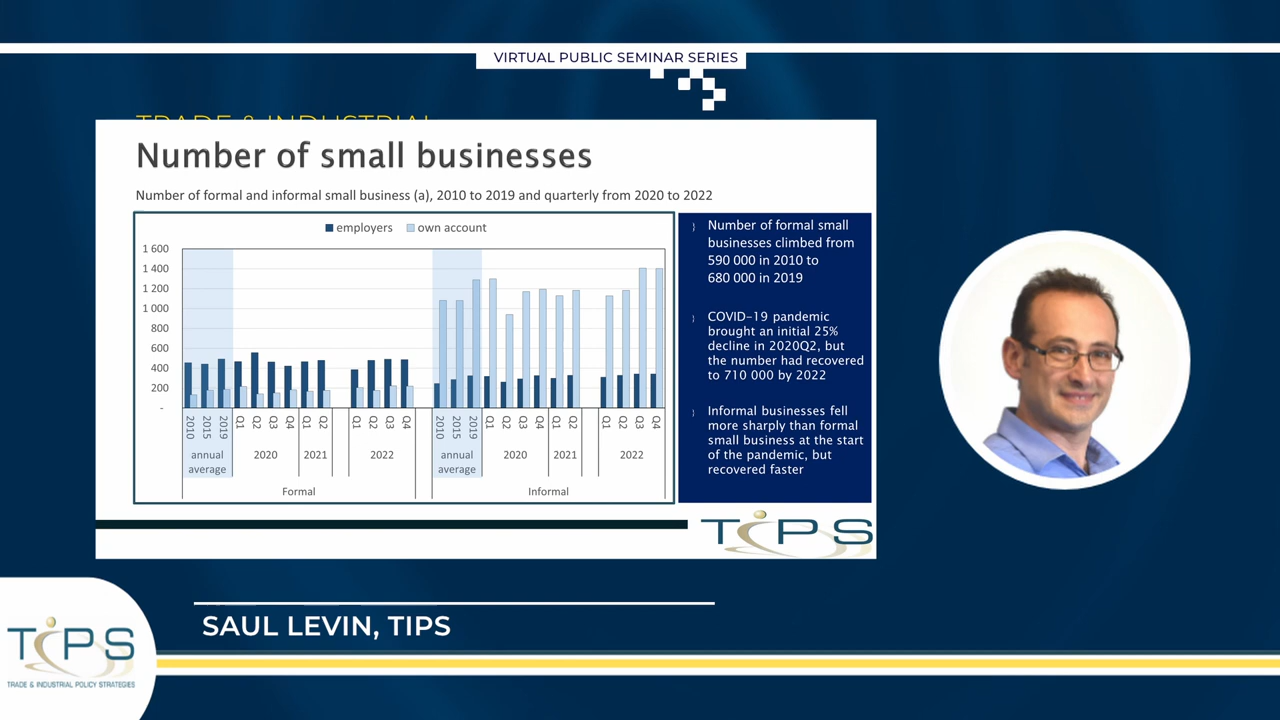 VIRTUAL PUBLIC SEMINAR SERIES
TRADE & INDUSTRIAL
Number of small businesses
Number of formal and informal small business (a), 2010 to 2019 and quarterly from 2020 to 2022
employers own account
1 600
1 400
1 200
1 000
800
600
400
200
-
2010 2015 2019 Q1 Q2 Q3 Q4 Q1 Q2 Q1 Q2 Q3 Q4 2010 2015 2019 Q1 Q2 Q3 Q4 Q1 Q2 Q1 Q2 Q3 Q4
annual average 2020 2021 2022 annual average 2020 2021 2022
Formal Informal
Number of formal small
businesses climbed from
590 000 in 2010 to
680 000 in 2019
COVID-19 pandemic
brought an initial 25%
decline in 2020Q2, but
the number had recovered
to 710 000 by 2022
Informal businesses fell
more sharply than formal
small business at the start
of the pandemic, but
recovered faster
TIPS
SAUL LEVIN, TIPS
TIPS
TRADE & INDUSTRIAL POLICY STRATEGIES